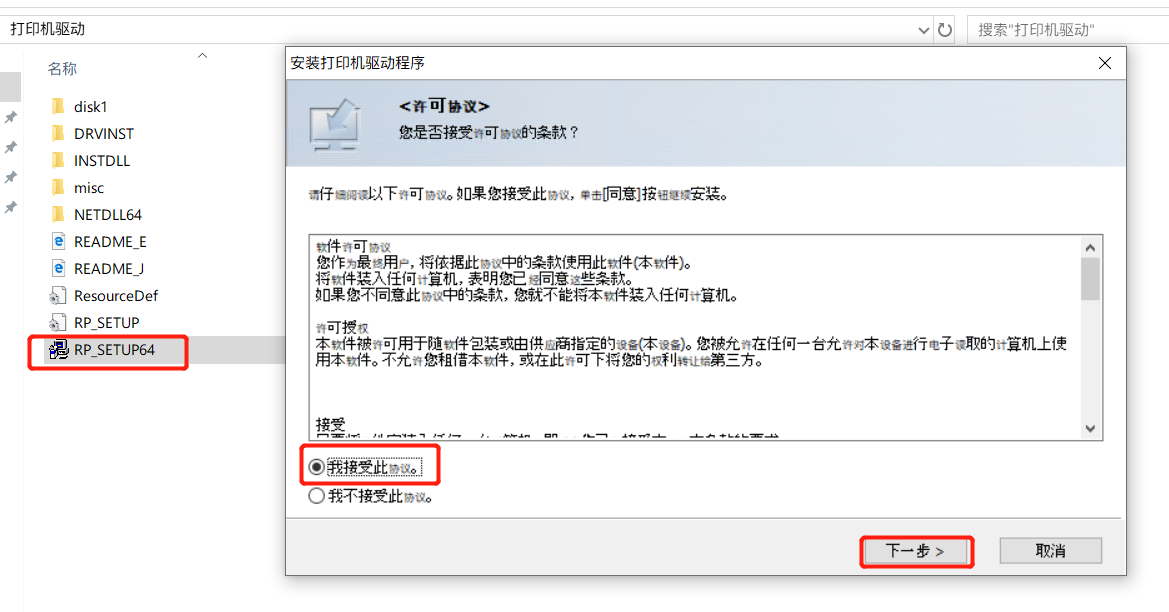 打印机驱动
搜索"打印机驱动"
名称
disk1
DRVINST
INSTDLL
misc
NETDLL64
README_E
README_J
ResourceDef
RP_SETUP
RP_SETUP64
安装打印机驱动程序
<许可协议>
您是否接受许可协议的条款？
请仔细阅读以下许可协议。如果您接受此协议，单击[同意]按钮继续安装。
软件许可协议
您作为最终用户，将依据此协议中的条款使用此软件(本软件)。
将软件装入任何计算机，表明您已经同意这些条款。
如果您不同意此协议中的条款，您就不能将本软件装入任何计算机。
许可授权
本软件被许可用于随软件包装或由供应商指定的设备(本设备)。您被允许在任何一台允许对本设备进行电子读取的计算机上使
用本软件。不允许您租借本软件，或在此许可下将您的权利转让给第三方。
接受
我接受此协议。
我不接受此协议。
下一步 >
取消